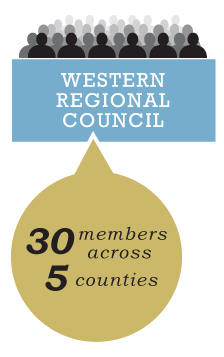 WESTERN
REGIONAL
COUNCIL
30 members
across
5 counties